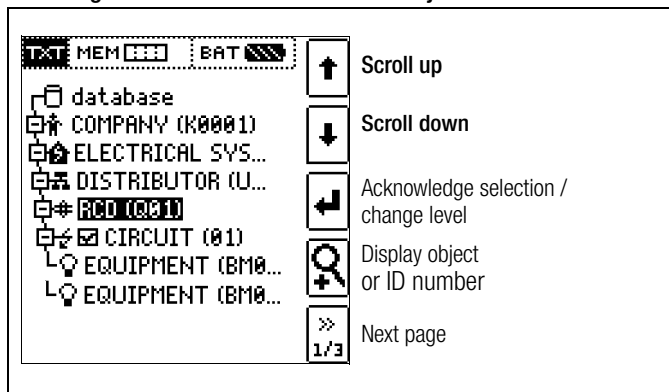 TXT MEM BAT
database
COMPANY (K0001)
ELECTRICAL SYS...
DISTRIBUTOR (U...
RCD (Q01)
CIRCUIT (01)
EQUIPMENT (BM0...
EQUIPMENT (BM0...
Scroll up
Scroll down
Acknowledge selection /
change level
Display object
or ID number
>>
1/3
Next page